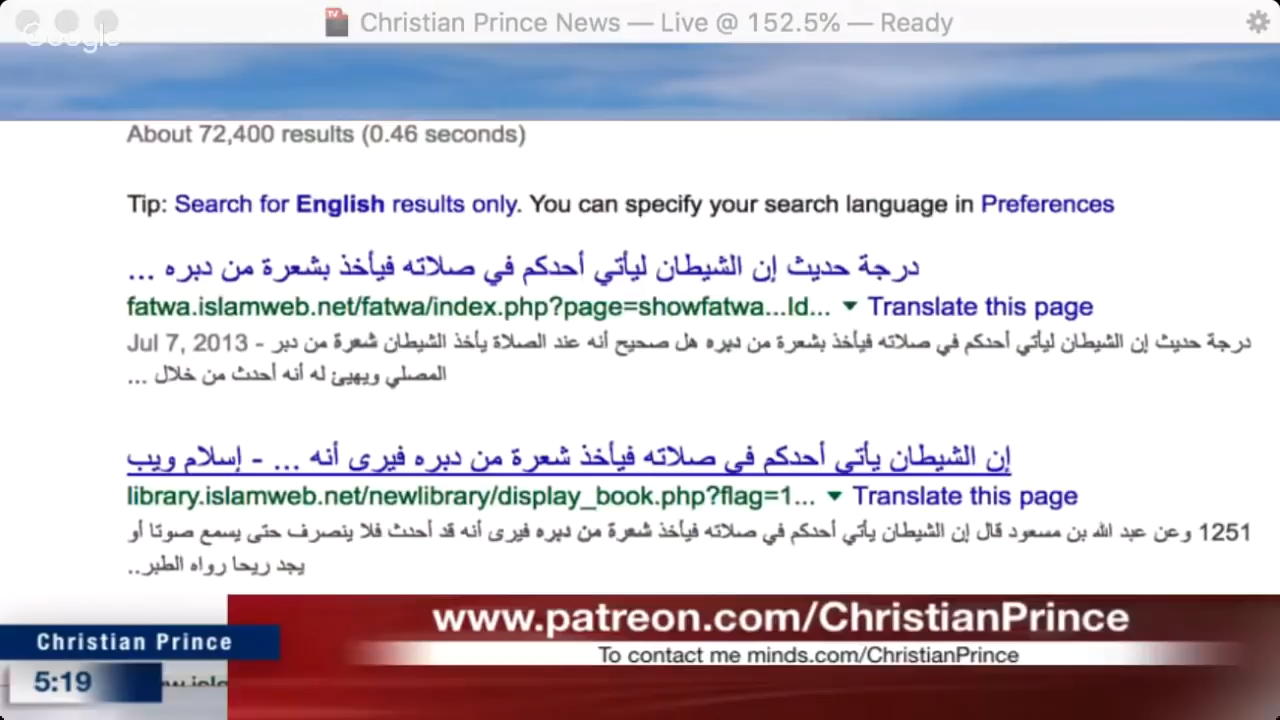 Christian Prince News — Live @ 152.5% — Ready
Google
About 72,400 results (0.46 seconds)
Tip: Search for English results only. You can specify your search language in Preferences
درجة حديث إن الشيطان ليأتي أحدكم في صلاته فيأخذ بشعرة من دبره ...
fatwa.islamweb.net/fatwa/index.php?page=showfatwa...Id... ▼ Translate this page
Jul 7, 2013 - درجة حديث إن الشيطان ليأتي أحدكم في صلاته فيأخذ بشعرة من دبره هل صحيح أنه عند الصلاة يأخذ الشيطان شعرة من دبر
المصلي ويهيئ له أنه أحدث من خلال ...
إن الشيطان يأتي أحدكم في صلاته فيأخذ شعرة من دبره فيرى أنه ... - إسلام ويب
library.islamweb.net/newlibrary/display_book.php?flag=1... ▼ Translate this page
1251 وعن عبد الله بن مسعود قال إن الشيطان يأتي أحدكم في صلاته فيأخذ شعرة من دبره فيرى أنه قد أحدث فلا ينصرف حتى يسمع صوتا أو
يجد ريحا رواه الطبر..
www.patreon.com/ChristianPrince
Christian Prince
To contact me minds.com/ChristianPrince
5:19